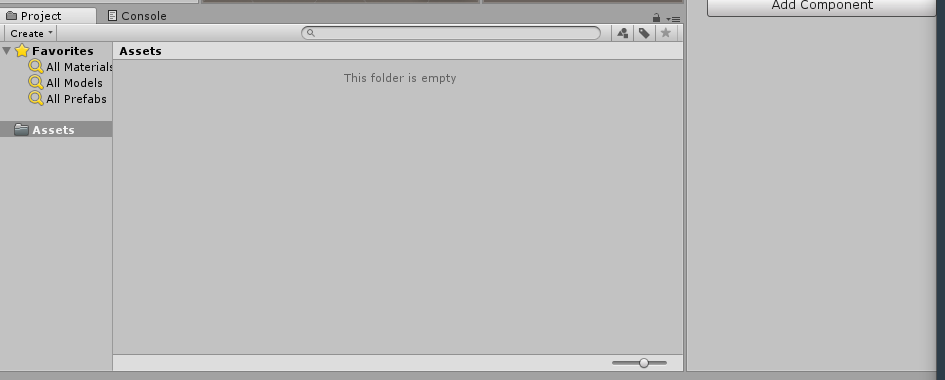 Add Component
Project
Console
Create
Favorites
Assets
All Materials
This folder is empty
All Models
All Prefabs
Assets